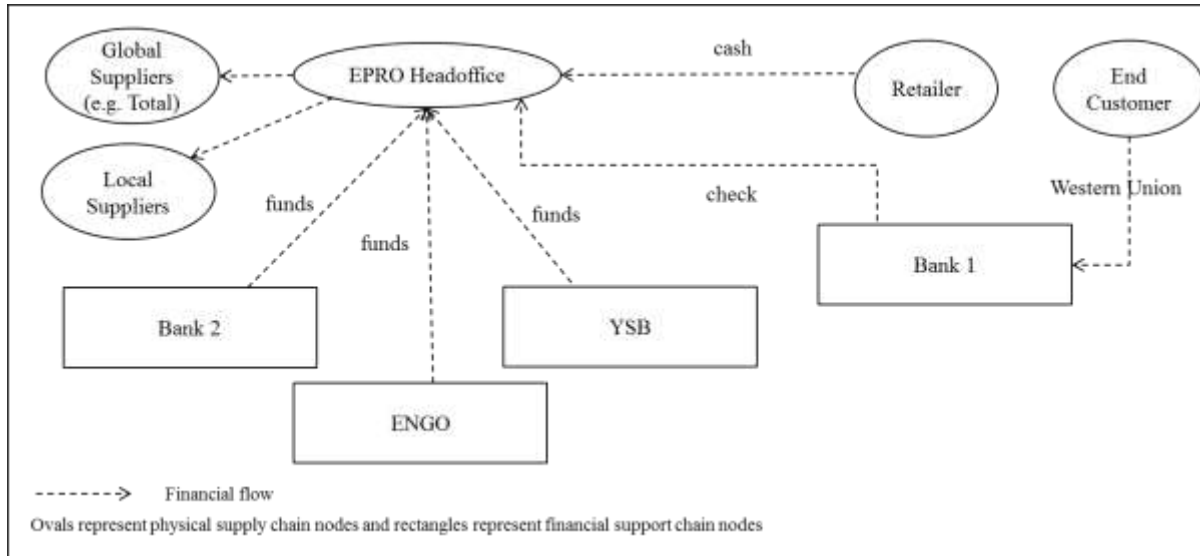 Global
Suppliers
(e.g. Total)
EPRO Headoffice
cash
Retailer
End
Customer
Local
Suppliers
funds
funds
funds
check
Western Union
Bank 1
Bank 2
YSB
ENGO
Financial flow
Ovals represent physical supply chain nodes and rectangles represent financial support chain nodes